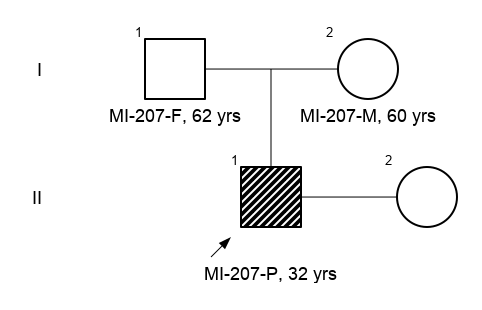 1
2
I
MI-207-F, 62 yrs
MI-207-M, 60 yrs
1
2
II
MI-207-P, 32 yrs